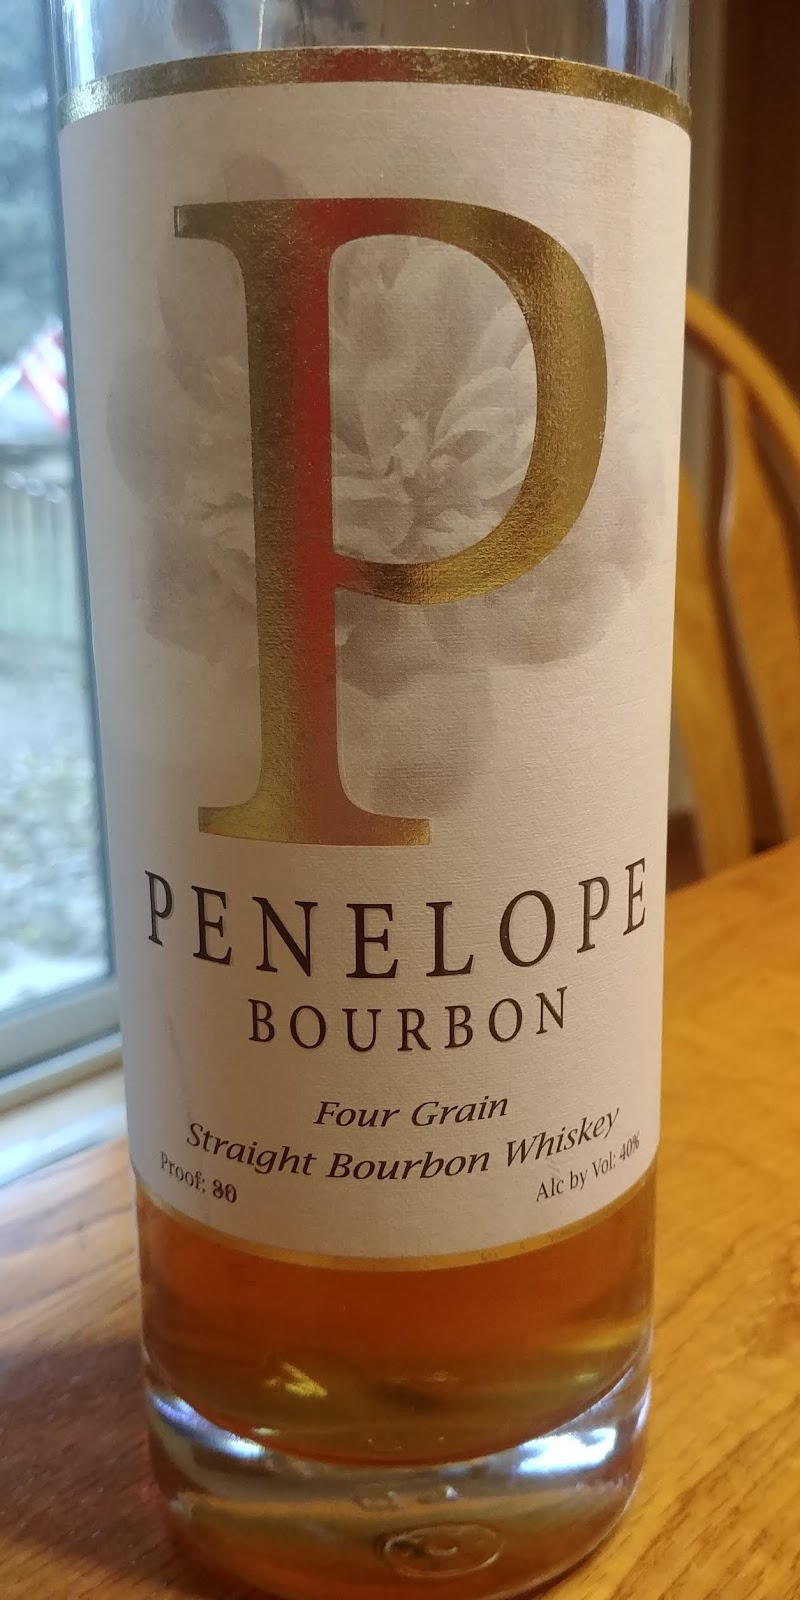 P
PENELOPE
BOURBON
Four Grain
Straight Bourbon Whiskey
Proof: 80
Alc by Vol: 40%